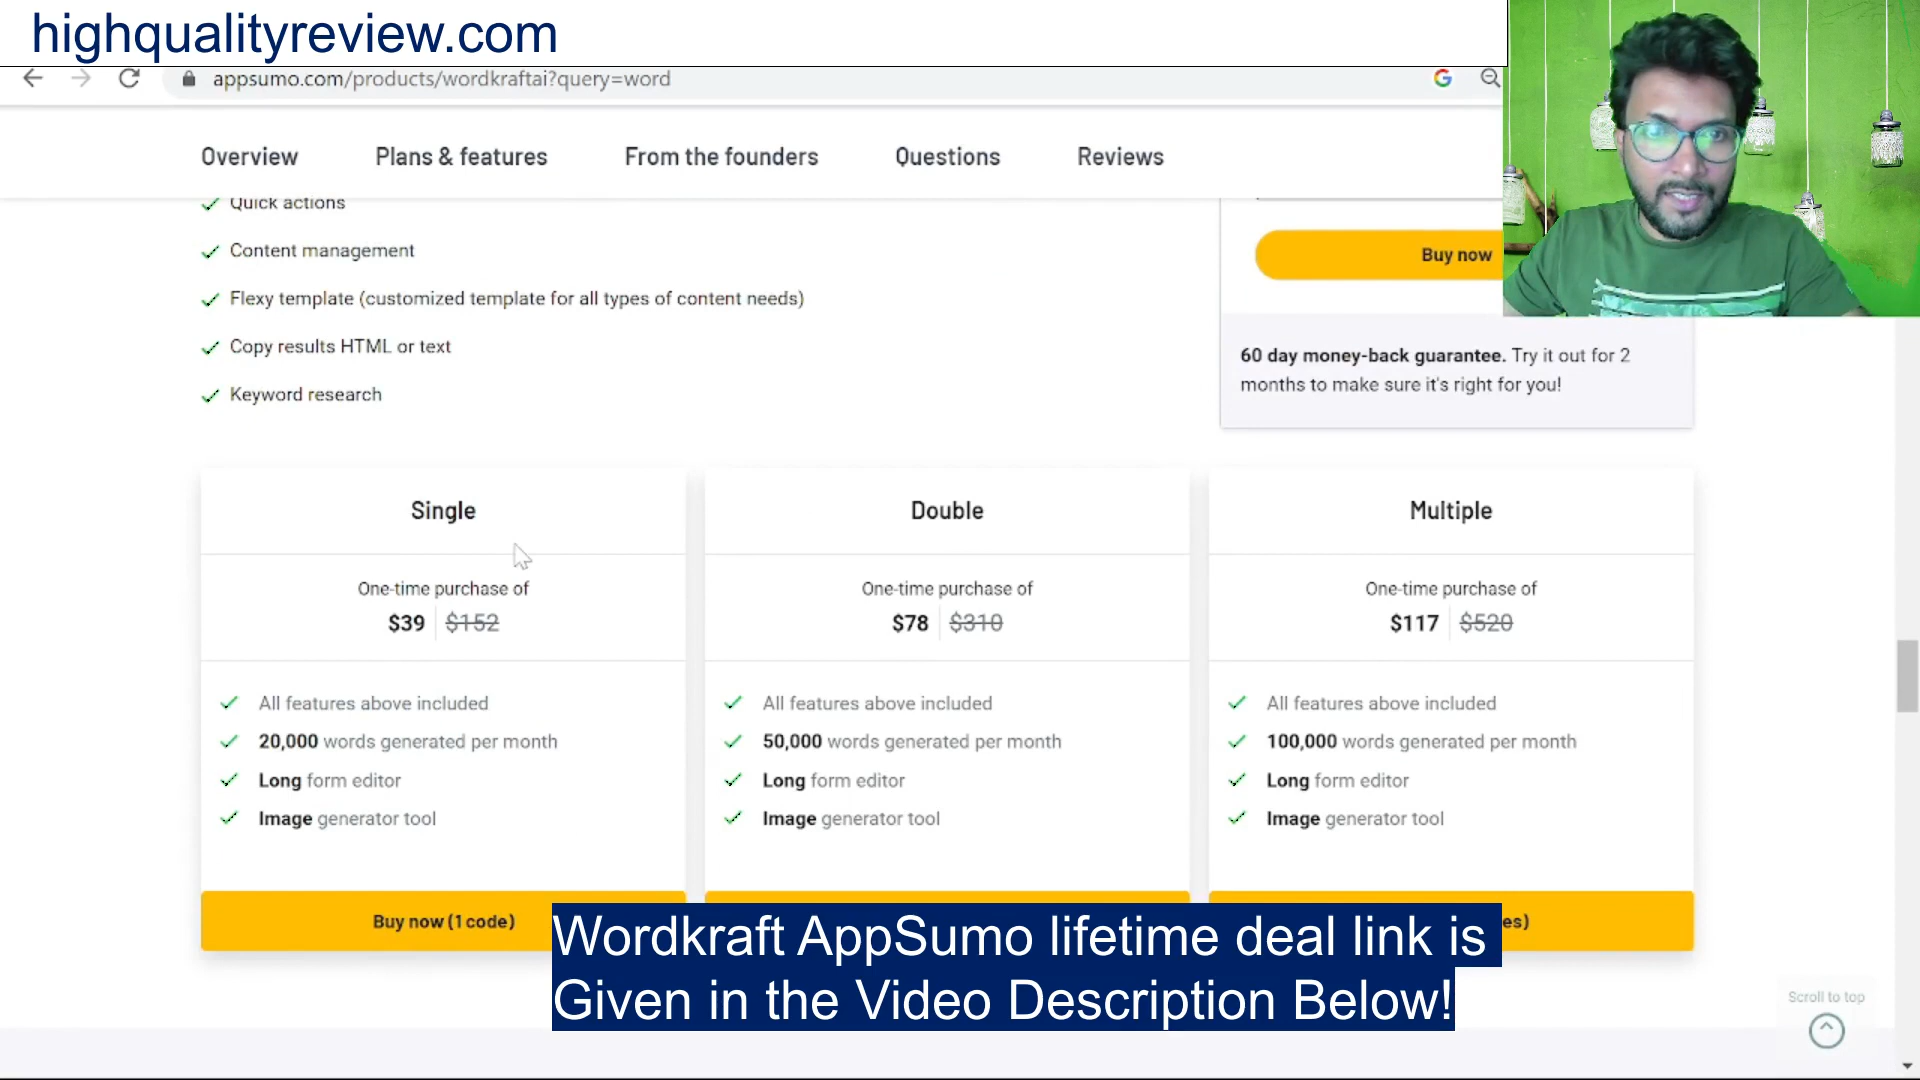 highqualityreview.com
appsumo.com/products/wordkraftai?query=word
Overview
Plans & features
From the founders
Questions
Reviews
Quick actions
Content management
Flexy template (customized template for all types of content needs)
Copy results HTML or text
Keyword research
Buy now
60 day money-back guarantee. Try it out for 2
months to make sure it's right for you!
Single
One-time purchase of
$39 $152
All features above included
20,000 words generated per month
Long form editor
Image generator tool
Buy now (1 code)
Double
One-time purchase of
$78 $310
All features above included
50,000 words generated per month
Long form editor
Image generator tool
Multiple
One-time purchase of
$117 $520
All features above included
100,000 words generated per month
Long form editor
Image generator tool
es)
Wordkraft AppSumo lifetime deal link is
Given in the Video Description Below!
Scroll to top